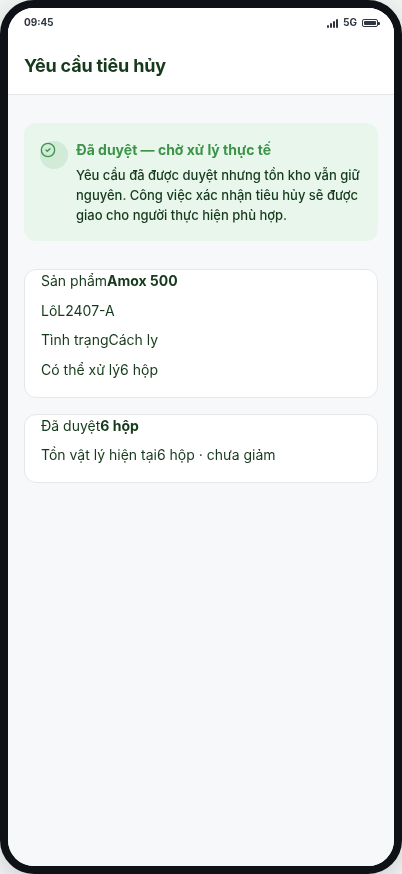 09:45
5G
Yêu cầu tiêu hủy
Đã duyệt — chờ xử lý thực tế
Yêu cầu đã được duyệt nhưng tồn kho vẫn giữ
nguyên. Công việc xác nhận tiêu hủy sẽ được
giao cho người thực hiện phù hợp.
Sản phẩmAmox 500
LôL2407-A
Tình trạngCách ly
Có thể xử lý6 hộp
Đã duyệt6 hộp
Tồn vật lý hiện tại6 hộp · chưa giảm